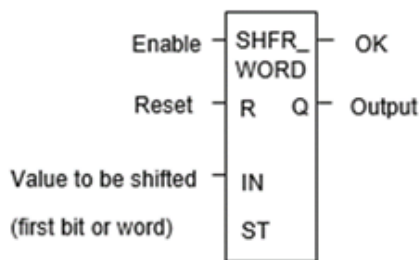 Enable SHFR_ OK
WORD
Reset R Q Output
Value to be shifted IN
(first bit or word) ST